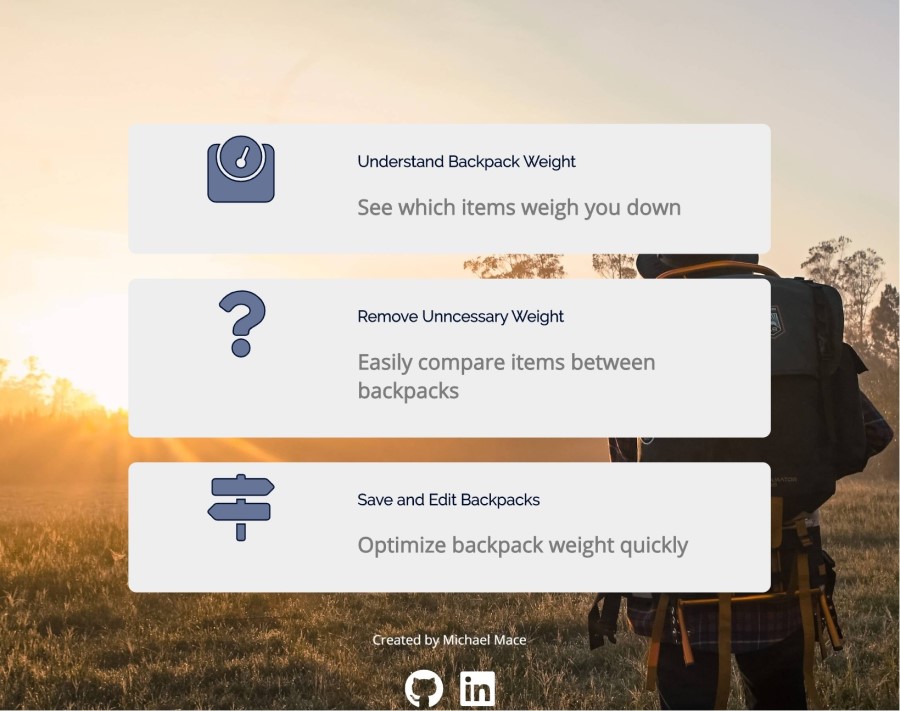 Understand Backpack Weight
See which items weigh you down
Remove Unncessary Weight
Easily compare items between
backpacks
Save and Edit Backpacks
Optimize backpack weight quickly
Created by Michael Mace
in